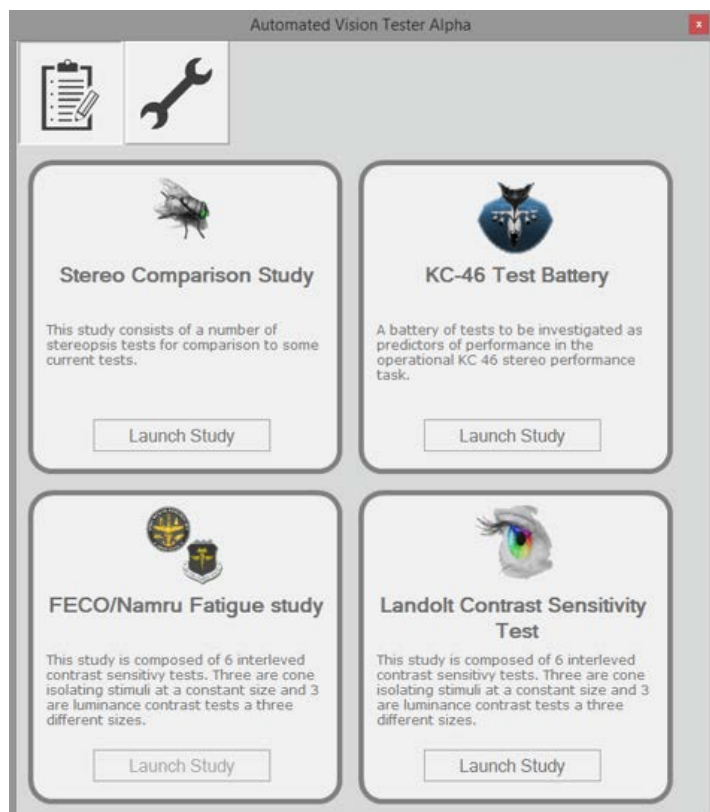 Automated Vision Tester Alpha
x
Stereo Comparison Study
This study consists of a number of
stereopsis tests for comparison to some
current tests.
Launch Study
KC-46 Test Battery
A battery of tests to be investigated as
predictors of performance in the
operational KC 46 stereo performance
task.
Launch Study
FECO/Namru Fatigue study
This study is composed of 6 interleved
contrast sensitivy tests. Three are cone
isolating stimuli at a constant size and 3
are luminance contrast tests a three
different sizes.
Launch Study
Landolt Contrast Sensitivity
Test
This study is composed of 6 interleved
contrast sensitivy tests. Three are cone
isolating stimuli at a constant size and 3
are luminance contrast tests a three
different sizes.
Launch Study